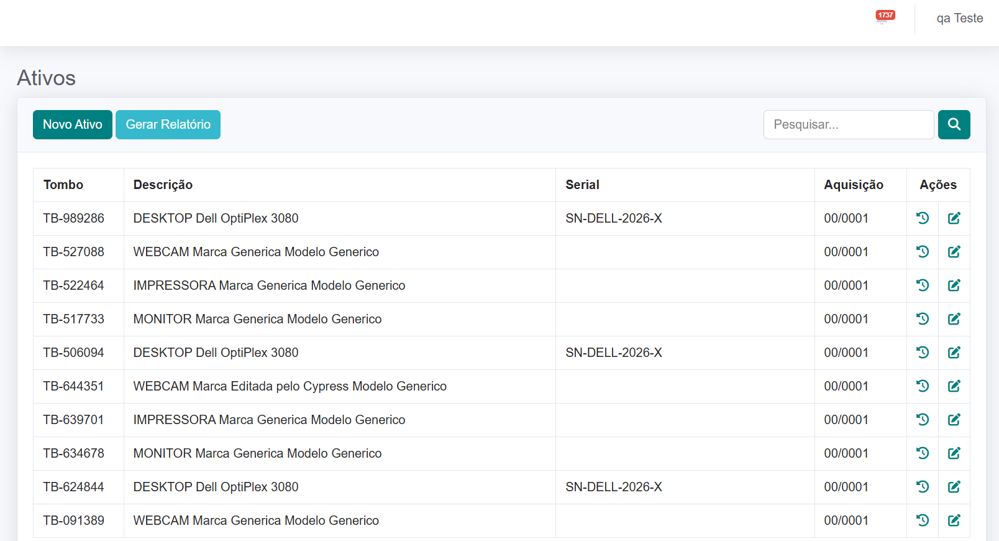 1737
qa Teste
Ativos
Novo Ativo Gerar Relatório Pesquisar...
Tombo Descrição Serial Aquisição Ações
TB-989286 DESKTOP Dell OptiPlex 3080 SN-DELL-2026-X 00/0001
TB-527088 WEBCAM Marca Generica Modelo Generico 00/0001
TB-522464 IMPRESSORA Marca Generica Modelo Generico 00/0001
TB-517733 MONITOR Marca Generica Modelo Generico 00/0001
TB-506094 DESKTOP Dell OptiPlex 3080 SN-DELL-2026-X 00/0001
TB-644351 WEBCAM Marca Editada pelo Cypress Modelo Generico 00/0001
TB-639701 IMPRESSORA Marca Generica Modelo Generico 00/0001
TB-634678 MONITOR Marca Generica Modelo Generico 00/0001
TB-624844 DESKTOP Dell OptiPlex 3080 SN-DELL-2026-X 00/0001
TB-091389 WEBCAM Marca Generica Modelo Generico 00/0001